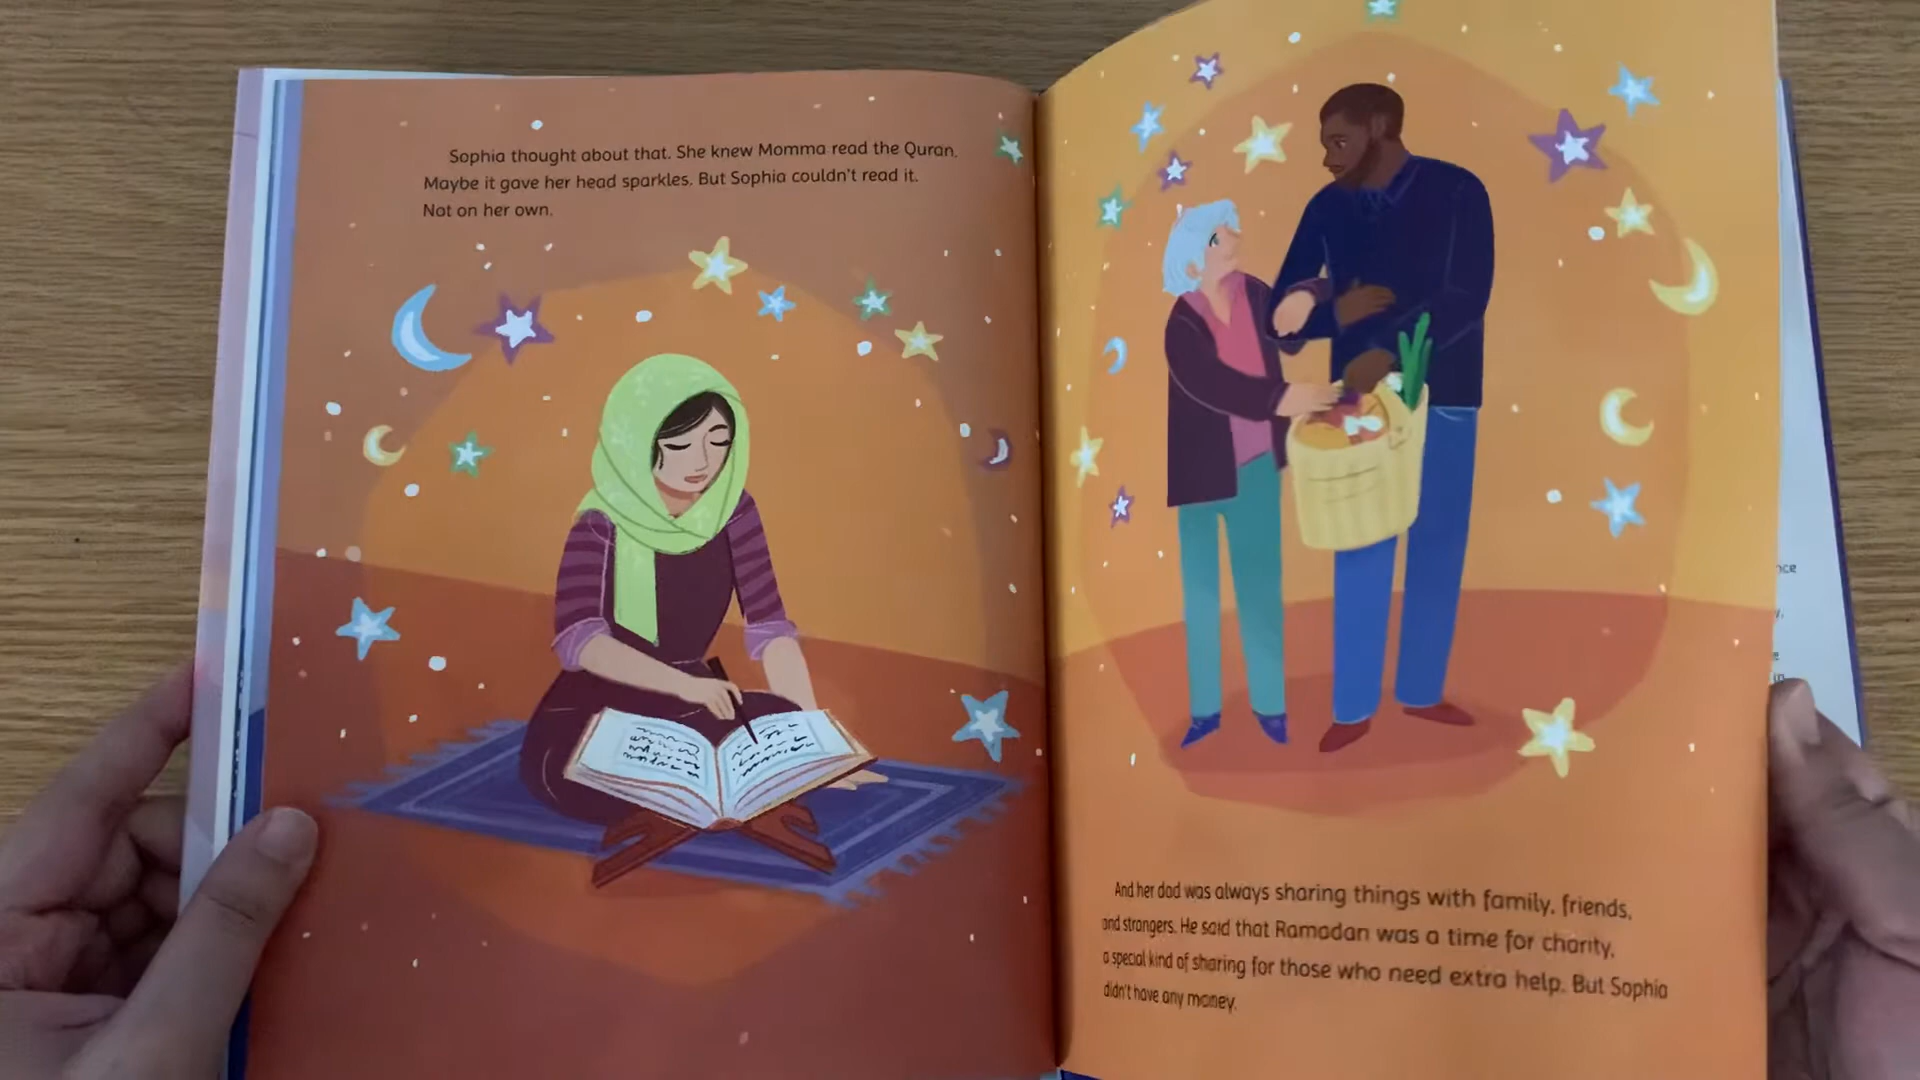 Sophia thought about that. She knew Momma read the Quran.
Maybe it gave her head sparkles. But Sophia couldn't read it.
Not on her own.
And her dad was always sharing things with family, friends,
and strangers. He said that Ramadan was a time for charity,
a special kind of sharing for those who need extra help. But Sophia
didn't have any money.